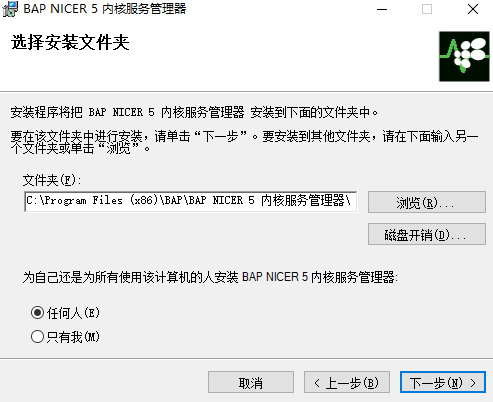 BAP NICER 5 内核服务管理器
选择安装文件夹
安装程序将把 BAP NICER 5 内核服务管理器 安装到下面的文件夹中。
要在该文件夹中进行安装，请单击“下一步”。要安装到其他文件夹，请在下面输入另一
个文件夹或单击“浏览”。
文件夹(F):
C:\Program Files (x86)\BAP\BAP NICER 5 内核服务管理器\
浏览(R)...
磁盘开销(D)...
为自己还是为所有使用该计算机的人安装 BAP NICER 5 内核服务管理器:
任何人(E)
只有我(M)
取消
< 上一步(B)
下一步(N) >